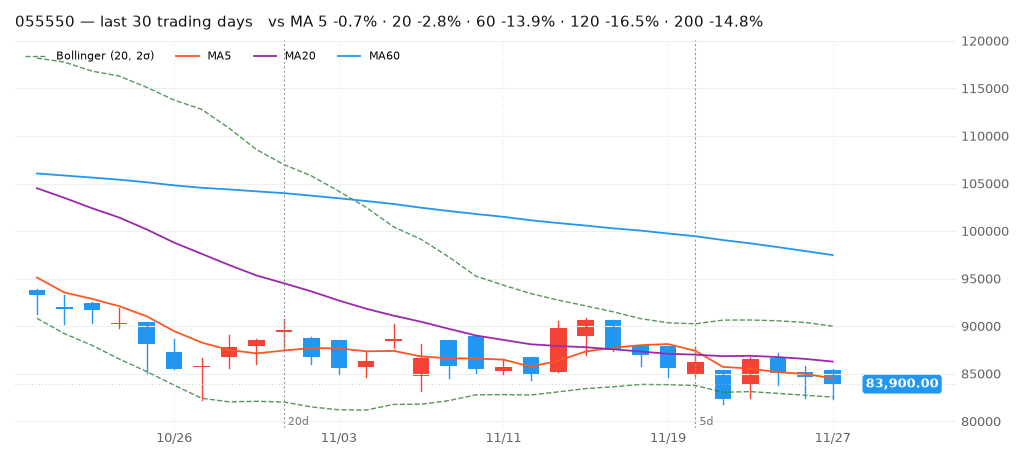 055550 — last 30 trading days   vs MA 5 -0.7% · 20 -2.8% · 60 -13.9% · 120 -16.5% · 200 -14.8%
Bollinger (20, 2σ)   MA5   MA20   MA60
120000
115000
110000
105000
100000
95000
90000
85000
83,900.00
80000
20d   5d
10/26   11/03   11/11   11/19   11/27